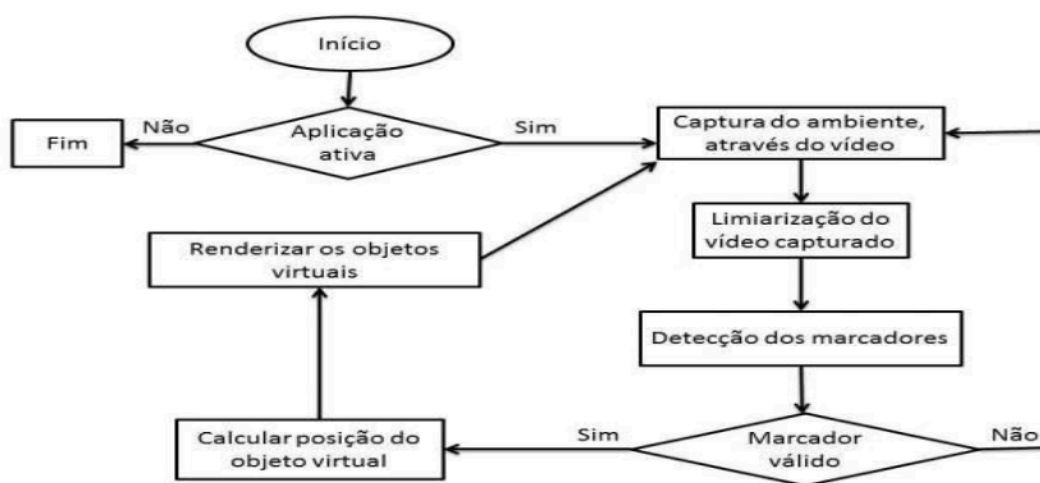 Início
Aplicação
ativa
Não
Fim
Sim
Captura do ambiente,
através do vídeo
Limiarização do
vídeo capturado
Detecção dos marcadores
Marcador
válido
Não
Sim
Calcular posição do
objeto virtual
Renderizar os objetos
virtuais